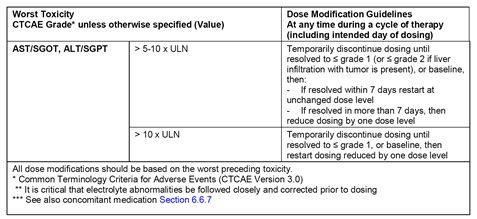 Worst Toxicity
CTCAE Grade* unless otherwise specified (Value)
Dose Modification Guidelines
At any time during a cycle of therapy
(including intended day of dosing)
AST/SGOT, ALT/SGPT
> 5-10 x ULN
Temporarily discontinue dosing until
resolved to ≤ grade 1 (or ≤ grade 2 if liver
infiltration with tumor is present), or baseline,
then:
- If resolved within 7 days restart at
unchanged dose level
- If resolved in more than 7 days, then
reduce dosing by one dose level
> 10 x ULN
Temporarily discontinue dosing until
resolved to ≤ grade 1, or baseline, then
restart dosing reduced by one dose level
All dose modifications should be based on the worst preceding toxicity.
* Common Terminology Criteria for Adverse Events (CTCAE Version 3.0)
** It is critical that electrolyte abnormalities be followed closely and corrected prior to dosing
*** See also concomitant medication Section 6.6.7